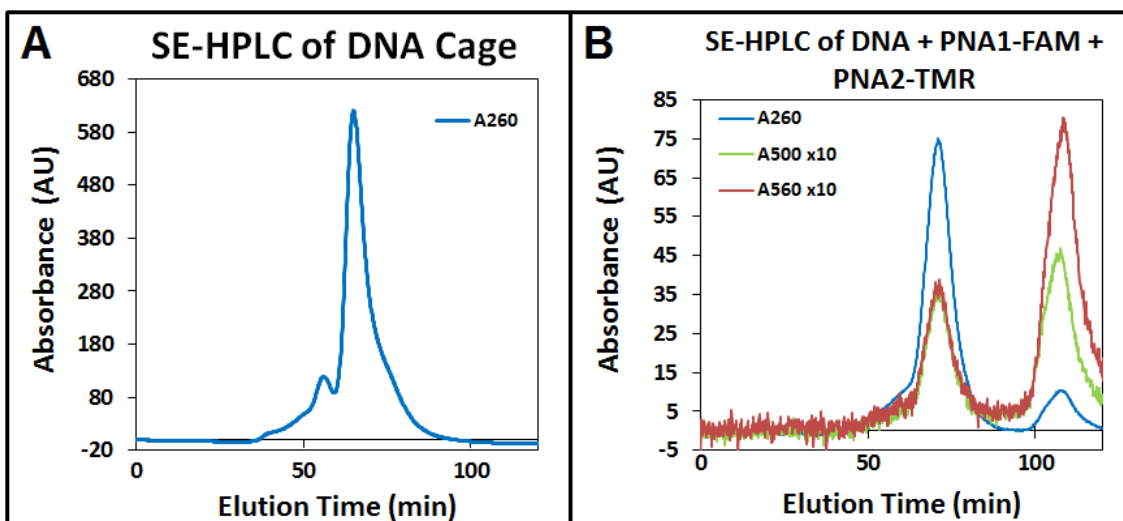 A
SE-HPLC of DNA Cage
680
580
480
380
280
180
80
-20
Absorbance (AU)
A260
0
50
100
Elution Time (min)
B
SE-HPLC of DNA + PNA1-FAM +
PNA2-TMR
85
75
65
55
45
35
25
15
5
-5
Absorbance (AU)
A260
A500 x10
A560 x10
0
50
100
Elution Time (min)